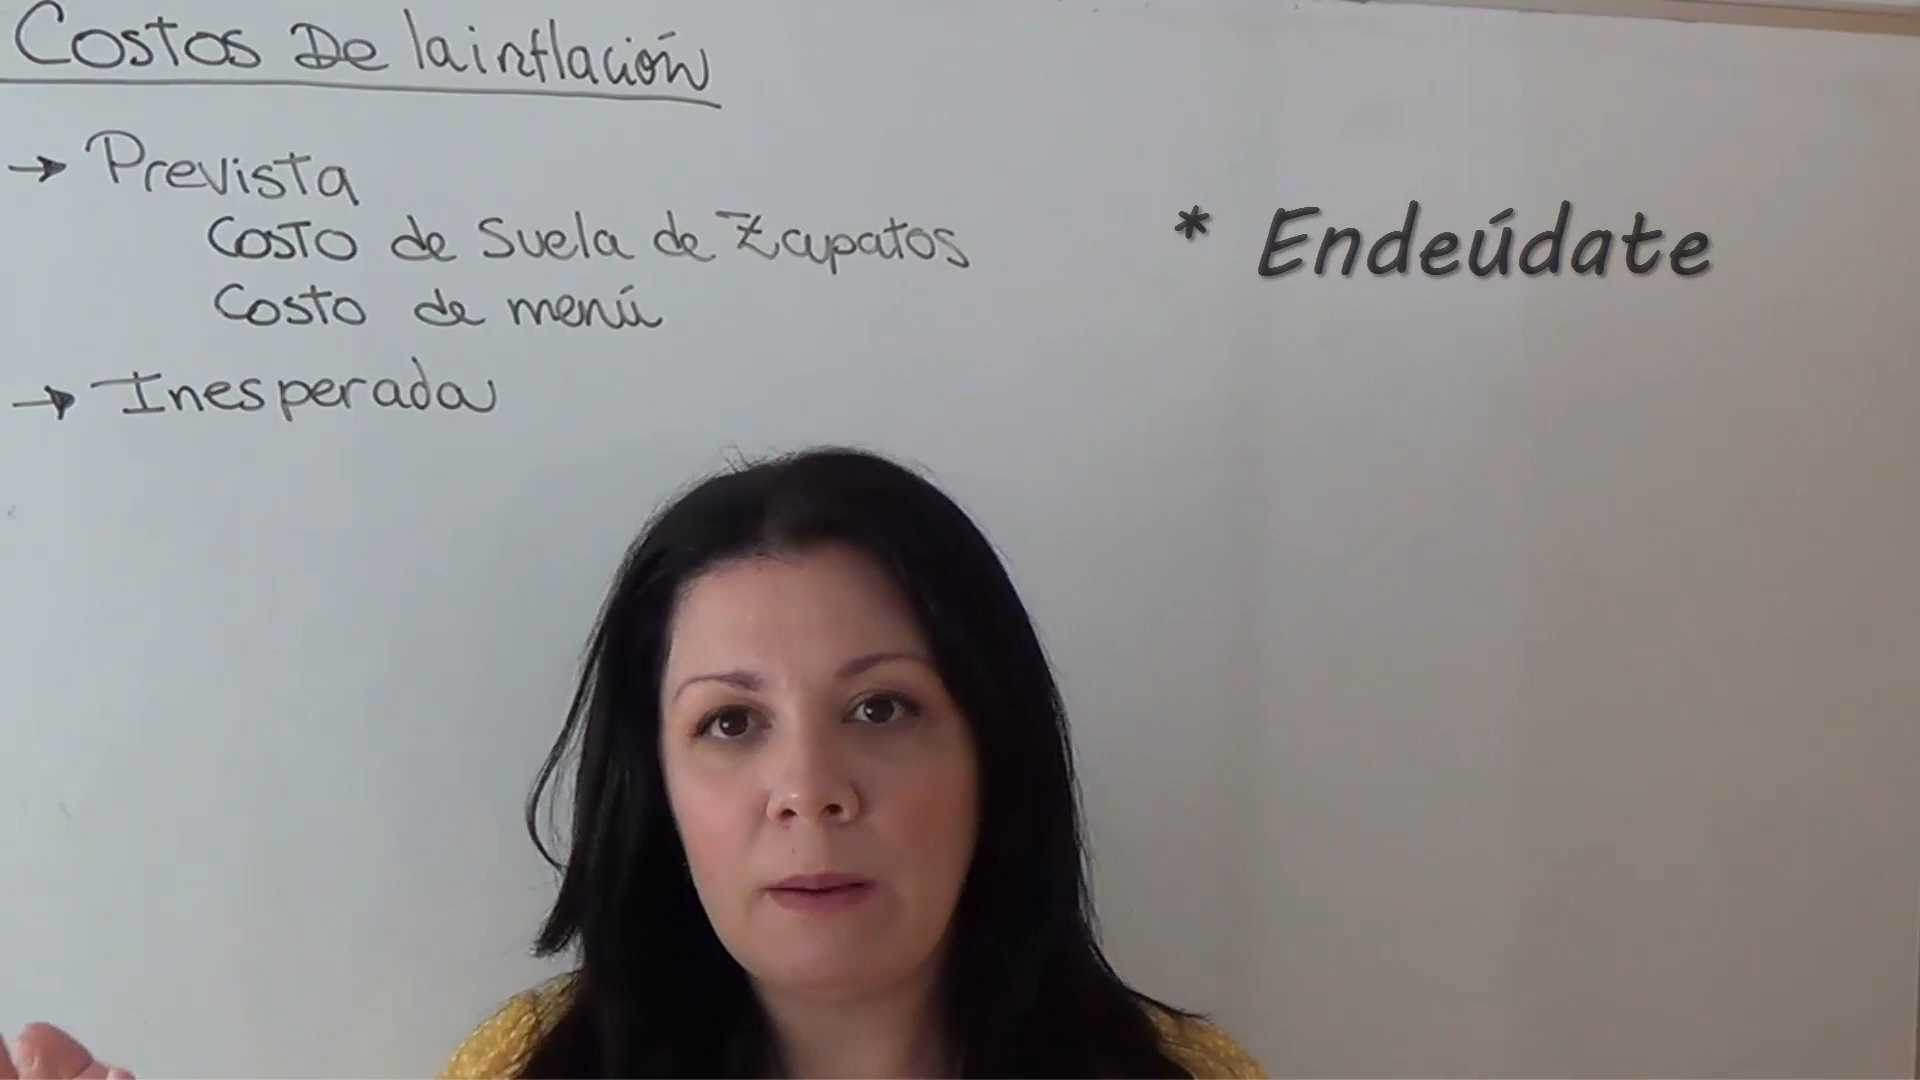 Costos De la inflación
→ Prevista
Costo de Suela de Zapatos
Costo de menú
→ Inesperada
* Endeúdate